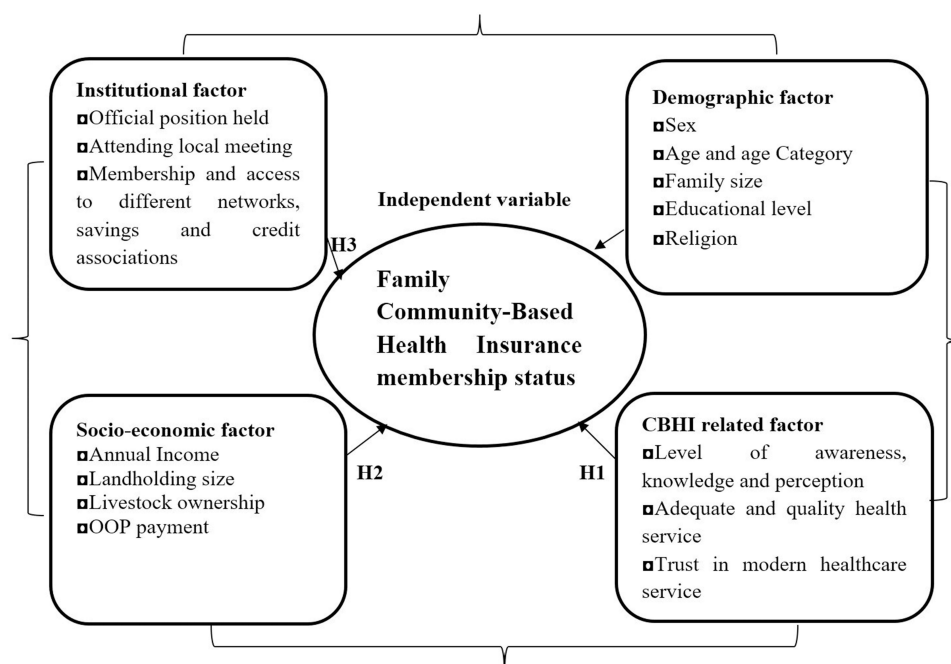 Institutional factor
◘Official position held
◘Attending local meeting
◘Membership and access
to different networks,
savings and credit
associations
Demographic factor
◘Sex
◘Age and age Category
◘Family size
◘Educational level
◘Religion
Independent variable
H3
Family
Community-Based
Health Insurance
membership status
Socio-economic factor
◘Annual Income
◘Landholding size
◘Livestock ownership
◘OOP payment
H2
H1
CBHI related factor
◘Level of awareness,
knowledge and perception
◘Adequate and quality health
service
◘Trust in modern healthcare
service